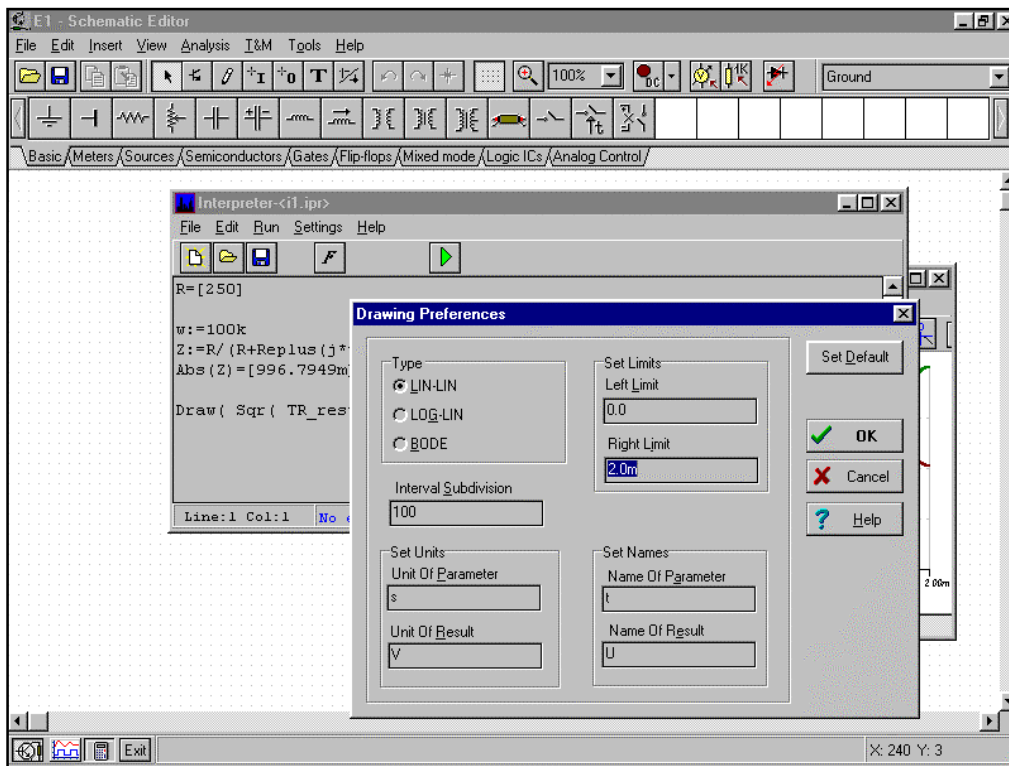 E1 - Schematic Editor
File Edit Insert View Analysis T&M Tools Help
T 100% DC 1K Ground
Basic Meters Sources Semiconductors Gates Flip-flops Mixed mode Logic ICs Analog Control
Interpreter-<i1.ipr>
File Edit Run Settings Help
F
R=[250]
w:=100k
Z:=R/(R+Replus(j*
Abs(Z)=[996.7949m
Draw( Sqr( TR_res
Line:1 Col:1 No
Drawing Preferences
Type
LIN-LIN
LOG-LIN
BODE
Interval Subdivision
100
Set Limits
Left Limit
0.0
Right Limit
2.0m
Set Units
Unit Of Parameter
s
Unit Of Result
V
Set Names
Name Of Parameter
t
Name Of Result
U
Set Default
OK
Cancel
? Help
2.00m
Exit
X: 240 Y: 3